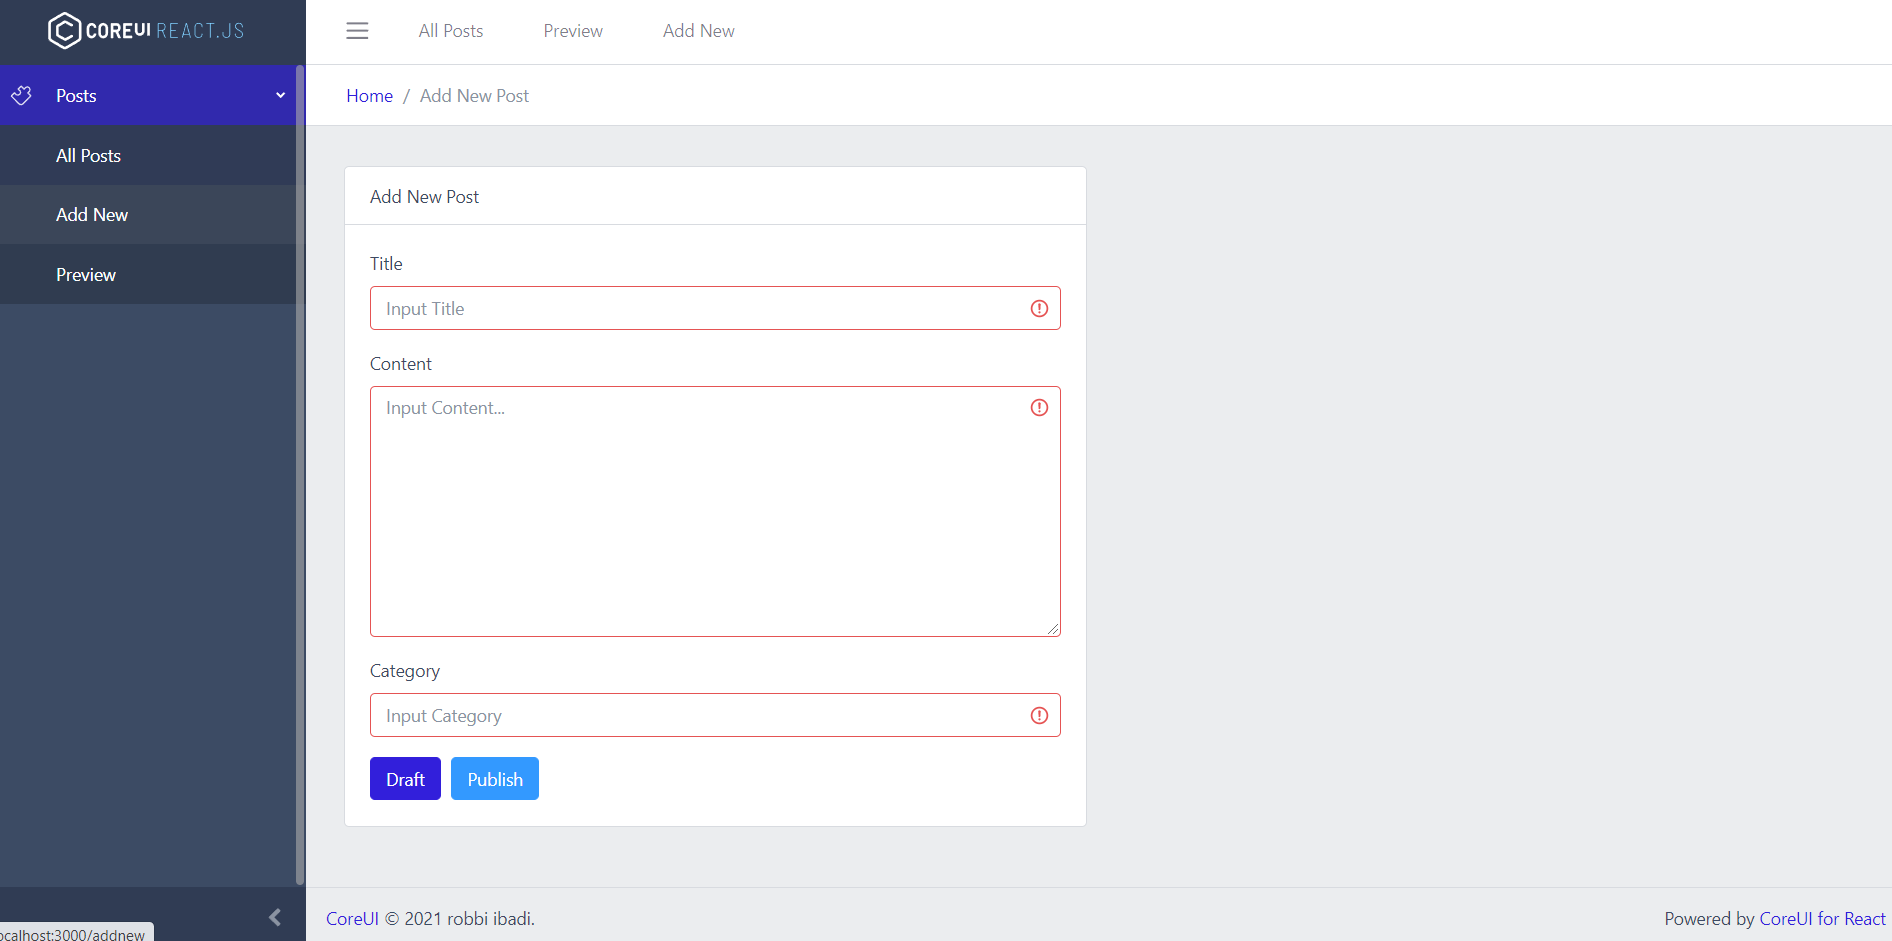 COREUI REACT.JS
All Posts
Preview
Add New
Posts
Home / Add New Post
All Posts
Add New
Preview
Add New Post
Title
Input Title
Content
Input Content...
Category
Input Category
Draft
Publish
CoreUI © 2021 robbi ibadi.
Powered by CoreUI for React
ocalhost:3000/addnew